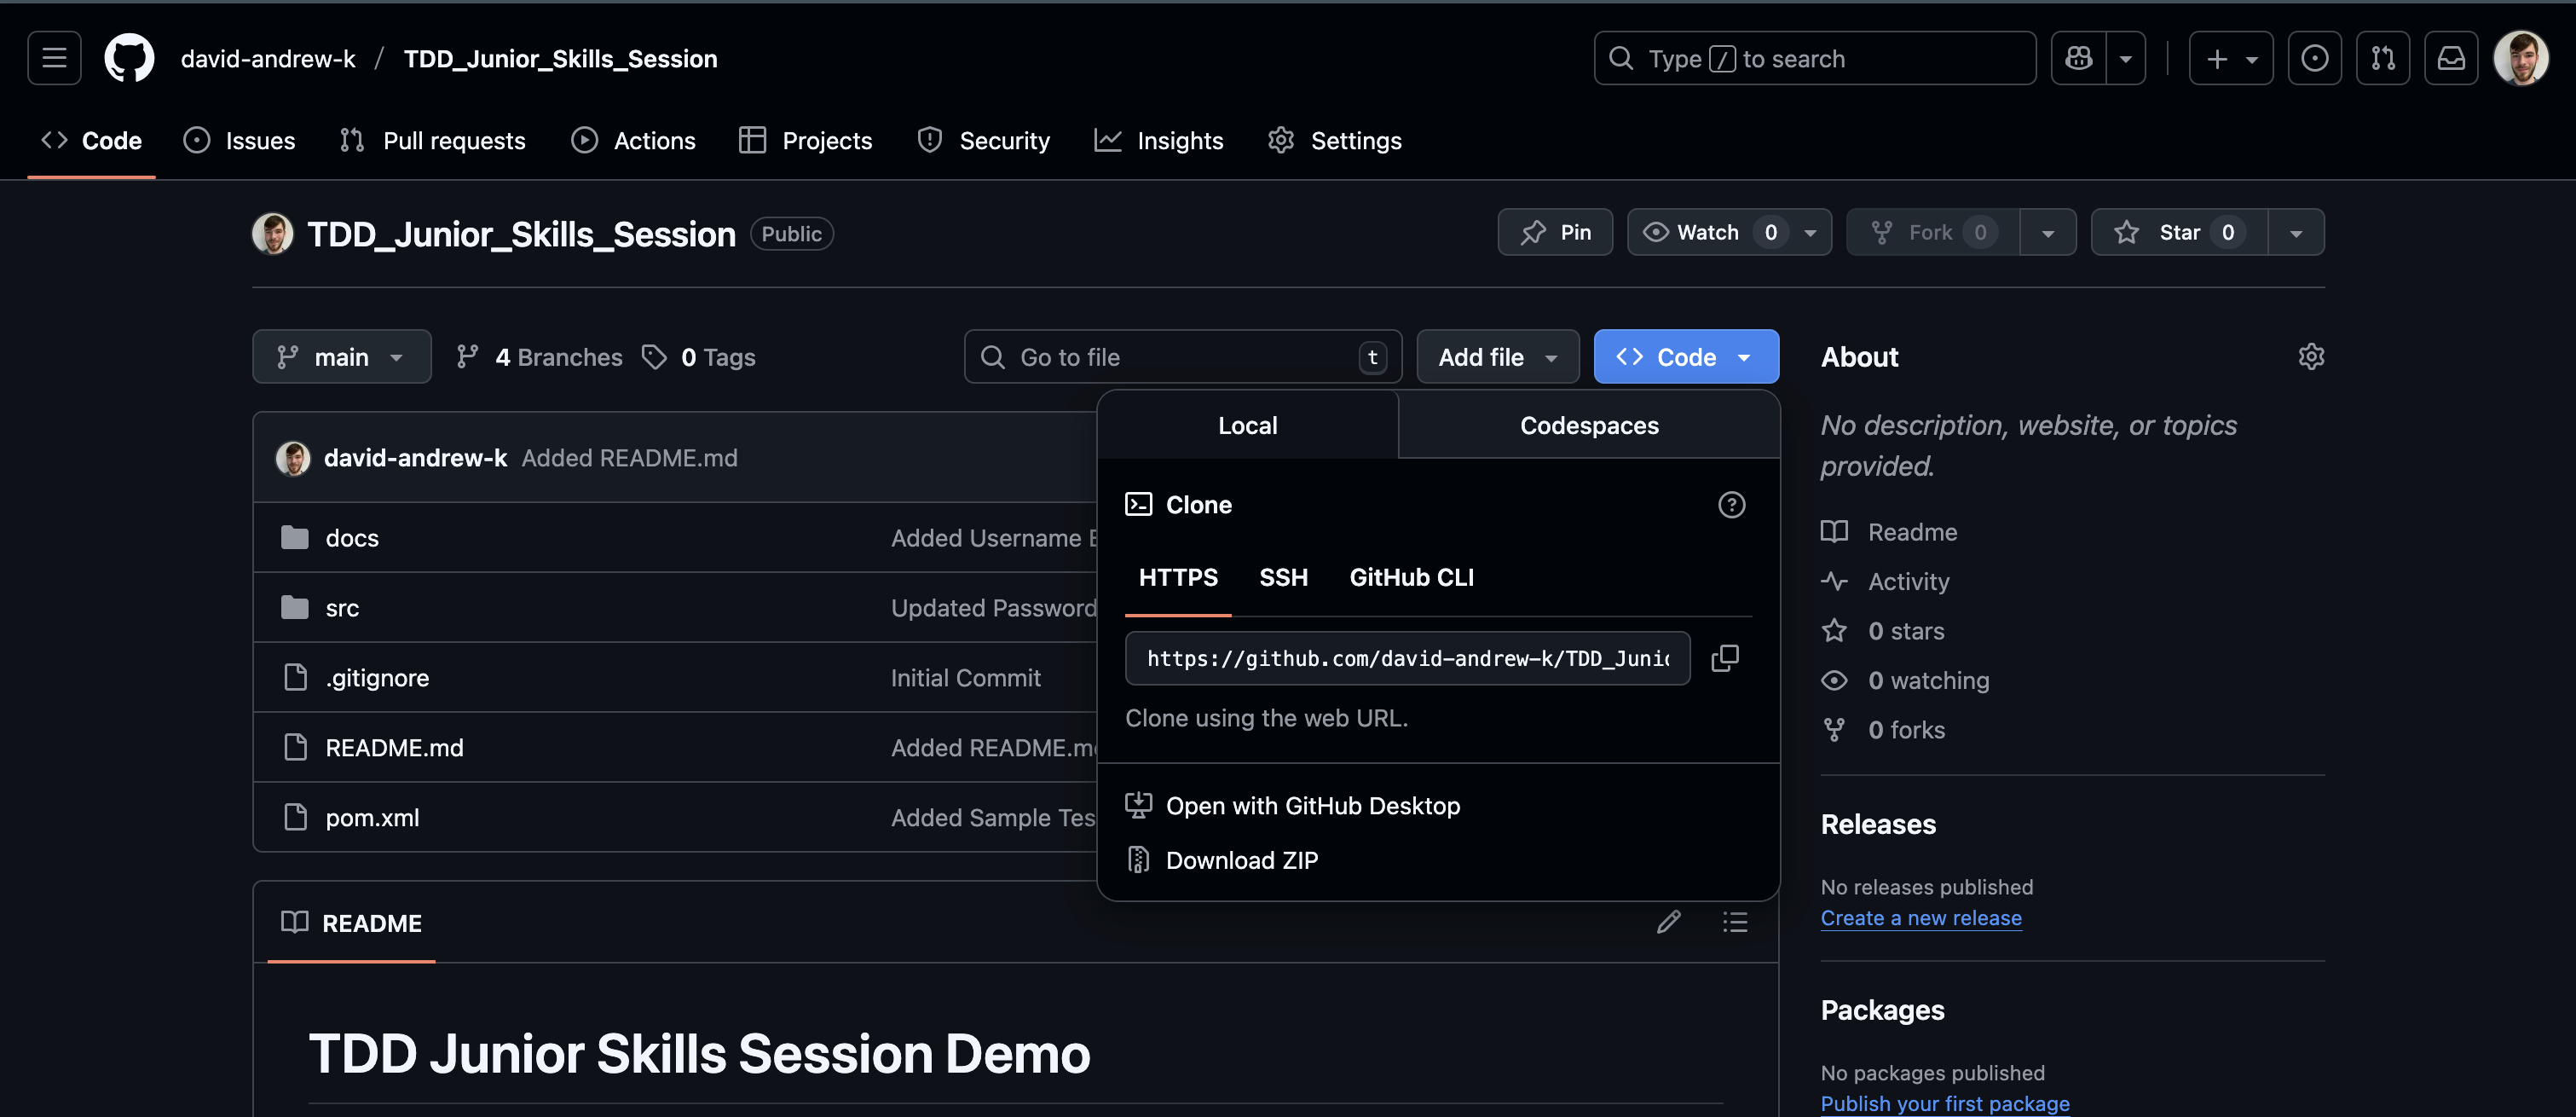 david-andrew-k / TDD_Junior_Skills_Session
Type / to search
Code Issues Pull requests Actions Projects Security Insights Settings
TDD_Junior_Skills_Session Public
Pin Watch 0 Fork 0 Star 0
main 4 Branches 0 Tags Go to file t Add file Code
Local Codespaces
Clone
HTTPS SSH GitHub CLI
https://github.com/david-andrew-k/TDD_Junio
Clone using the web URL.
Open with GitHub Desktop
Download ZIP
david-andrew-k Added README.md
docs Added Username
src Updated Password
.gitignore Initial Commit
README.md Added README.m
pom.xml Added Sample Tes
README
TDD Junior Skills Session Demo
About
No description, website, or topics
provided.
Readme
Activity
0 stars
0 watching
0 forks
Releases
No releases published
Create a new release
Packages
No packages published
Publish your first package